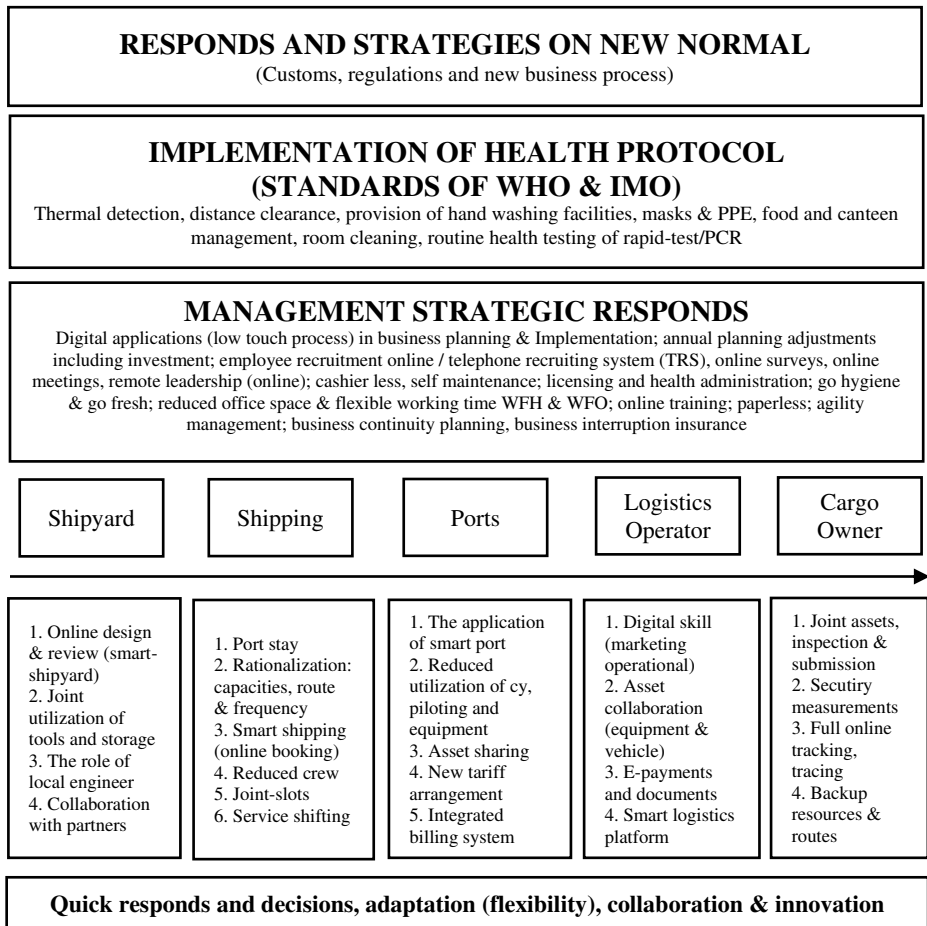 RESPONDS AND STRATEGIES ON NEW NORMAL
(Customs, regulations and new business process)
IMPLEMENTATION OF HEALTH PROTOCOL
(STANDARDS OF WHO & IMO)
Thermal detection, distance clearance, provision of hand washing facilities, masks & PPE, food and canteen
management, room cleaning, routine health testing of rapid-test/PCR
MANAGEMENT STRATEGIC RESPONDS
Digital applications (low touch process) in business planning & Implementation; annual planning adjustments
including investment; employee recruitment online / telephone recruiting system (TRS), online surveys, online
meetings, remote leadership (online); cashier less, self maintenance; licensing and health administration; go hygiene
& go fresh; reduced office space & flexible working time WFH & WFO; online training; paperless; agility
management; business continuity planning, business interruption insurance
Shipyard
Shipping
Ports
Logistics
Operator
Cargo
Owner
1. Online design
& review (smart-
shipyard)
2. Joint
utilization of
tools and storage
3. The role of
local engineer
4. Collaboration
with partners
1. Port stay
2. Rationalization:
capacities, route
& frequency
3. Smart shipping
(online booking)
4. Reduced crew
5. Joint-slots
6. Service shifting
1. The application
of smart port
2. Reduced
utilization of cy,
piloting and
equipment
3. Asset sharing
4. New tariff
arrangement
5. Integrated
billing system
1. Digital skill
(marketing
operational)
2. Asset
collaboration
(equipment &
vehicle)
3. E-payments
and documents
4. Smart logistics
platform
1. Joint assets,
inspection &
submission
2. Secutiry
measurements
3. Full online
tracking,
tracing
4. Backup
resources &
routes
Quick responds and decisions, adaptation (flexibility), collaboration & innovation